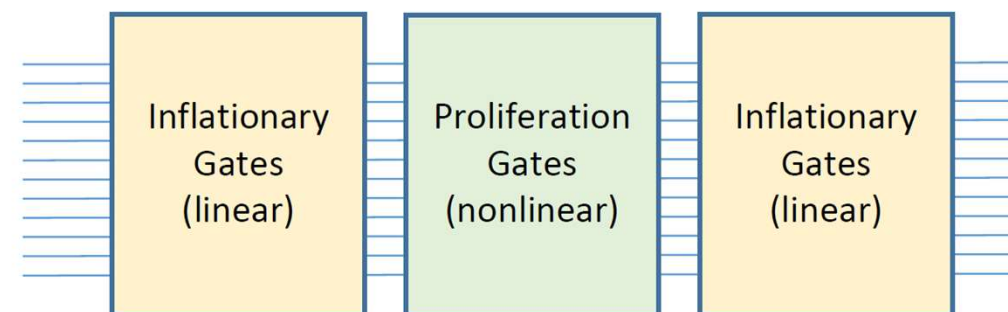 Inflationary
Gates
(linear)
Proliferation
Gates
(nonlinear)
Inflationary
Gates
(linear)